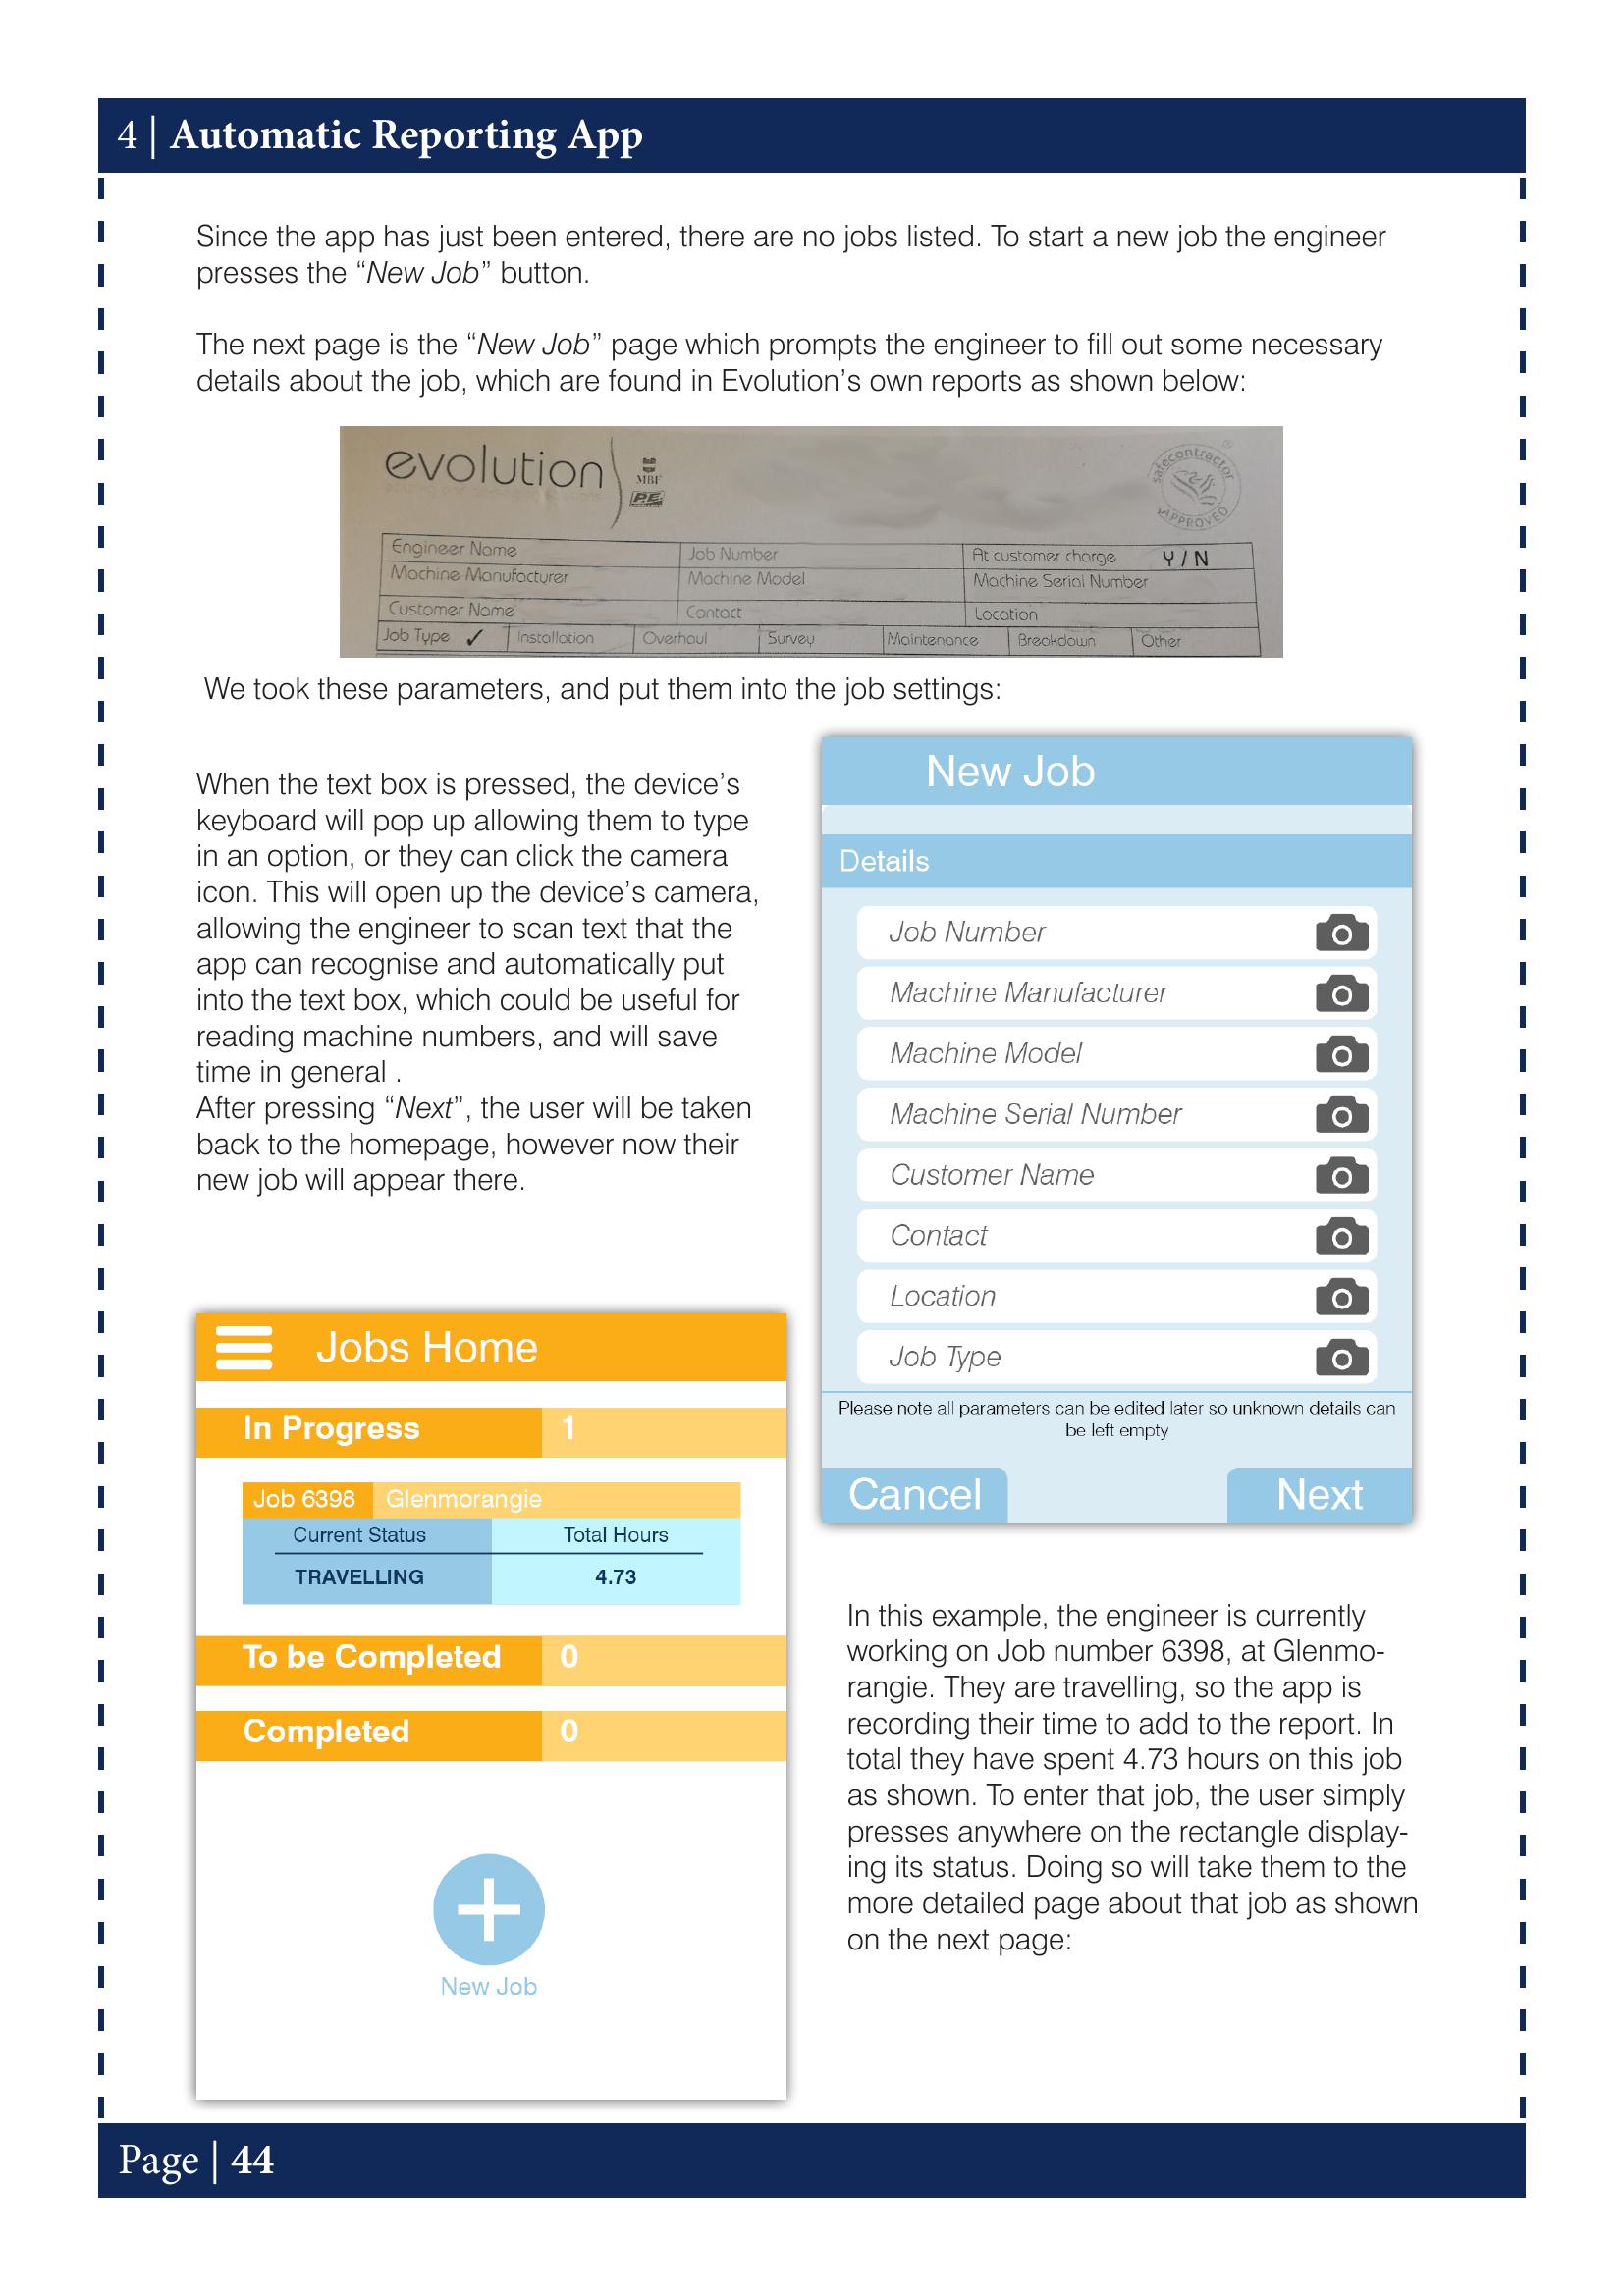 4 | Automatic Reporting App
Since the app has just been entered, there are no jobs listed. To start a new job the engineer
presses the “New Job” button.
The next page is the “New Job” page which prompts the engineer to fill out some necessary
details about the job, which are found in Evolution’s own reports as shown below:
evolution
MBF
PE
safecontractor
APPROVED
®
Engineer Name Job Number At customer charge Y / N
Machine Manufacturer Machine Model Machine Serial Number
Customer Name Contact Location
Job Type ✓ Installation Overhaul Survey Maintenance Breakdown Other
We took these parameters, and put them into the job settings:
When the text box is pressed, the device’s
keyboard will pop up allowing them to type
in an option, or they can click the camera
icon. This will open up the device’s camera,
allowing the engineer to scan text that the
app can recognise and automatically put
into the text box, which could be useful for
reading machine numbers, and will save
time in general .
After pressing “Next”, the user will be taken
back to the homepage, however now their
new job will appear there.
New Job
Details
Job Number
Machine Manufacturer
Machine Model
Machine Serial Number
Customer Name
Contact
Location
Job Type
Please note all parameters can be edited later so unknown details can
be left empty
Cancel Next
Jobs Home
In Progress 1
Job 6398 Glenmorangie
Current Status Total Hours
TRAVELLING 4.73
To be Completed 0
Completed 0
New Job
In this example, the engineer is currently
working on Job number 6398, at Glenmo-
rangie. They are travelling, so the app is
recording their time to add to the report. In
total they have spent 4.73 hours on this job
as shown. To enter that job, the user simply
presses anywhere on the rectangle display-
ing its status. Doing so will take them to the
more detailed page about that job as shown
on the next page:
Page | 44